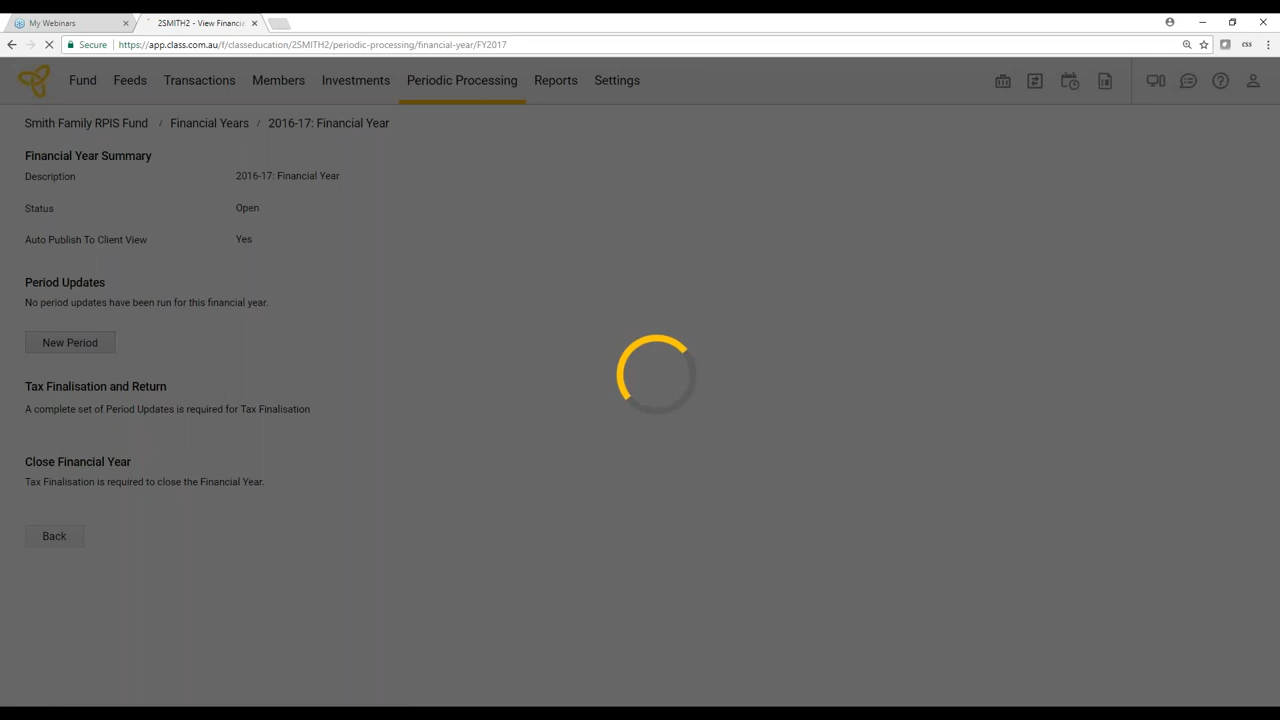 My Webinars
2SMITH2 - View Financia
Secure https://app.class.com.au/f/classeducation/2SMITH2/periodic-processing/financial-year/FY2017
css
Fund Feeds Transactions Members Investments Periodic Processing Reports Settings
Smith Family RPIS Fund / Financial Years / 2016-17: Financial Year
Financial Year Summary
Description 2016-17: Financial Year
Status Open
Auto Publish To Client View Yes
Period Updates
No period updates have been run for this financial year.
New Period
Tax Finalisation and Return
A complete set of Period Updates is required for Tax Finalisation
Close Financial Year
Tax Finalisation is required to close the Financial Year.
Back